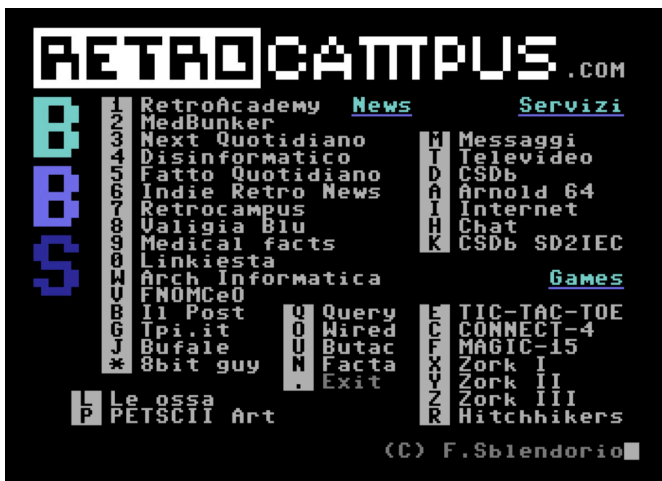 RETROCAMPUS.COM
BBS
News
1 RetroAcademy
2 MedBunker
3 Next Quotidiano
4 Disinformatico
5 Fatto Quotidiano
6 Indie Retro News
7 Retrocampus
8 Valigia Blu
9 Medical facts
0 Linkiesta
W Arch Informatica
V FNOMCeO
B Il Post
G Tpi.it
J Bufale
* 8bit guy
Q Query
O Wired
U Butac
N Facta
. Exit
L Le ossa
P PETSCII Art
Servizi
M Messaggi
T Televideo
D CSDb
A Arnold 64
I Internet
H Chat
K CSDb SD2IEC
Games
E TIC-TAC-TOE
C CONNECT-4
F MAGIC-15
X Zork I
Y Zork II
Z Zork III
R Hitchhikers
(C) F.Sblendorio